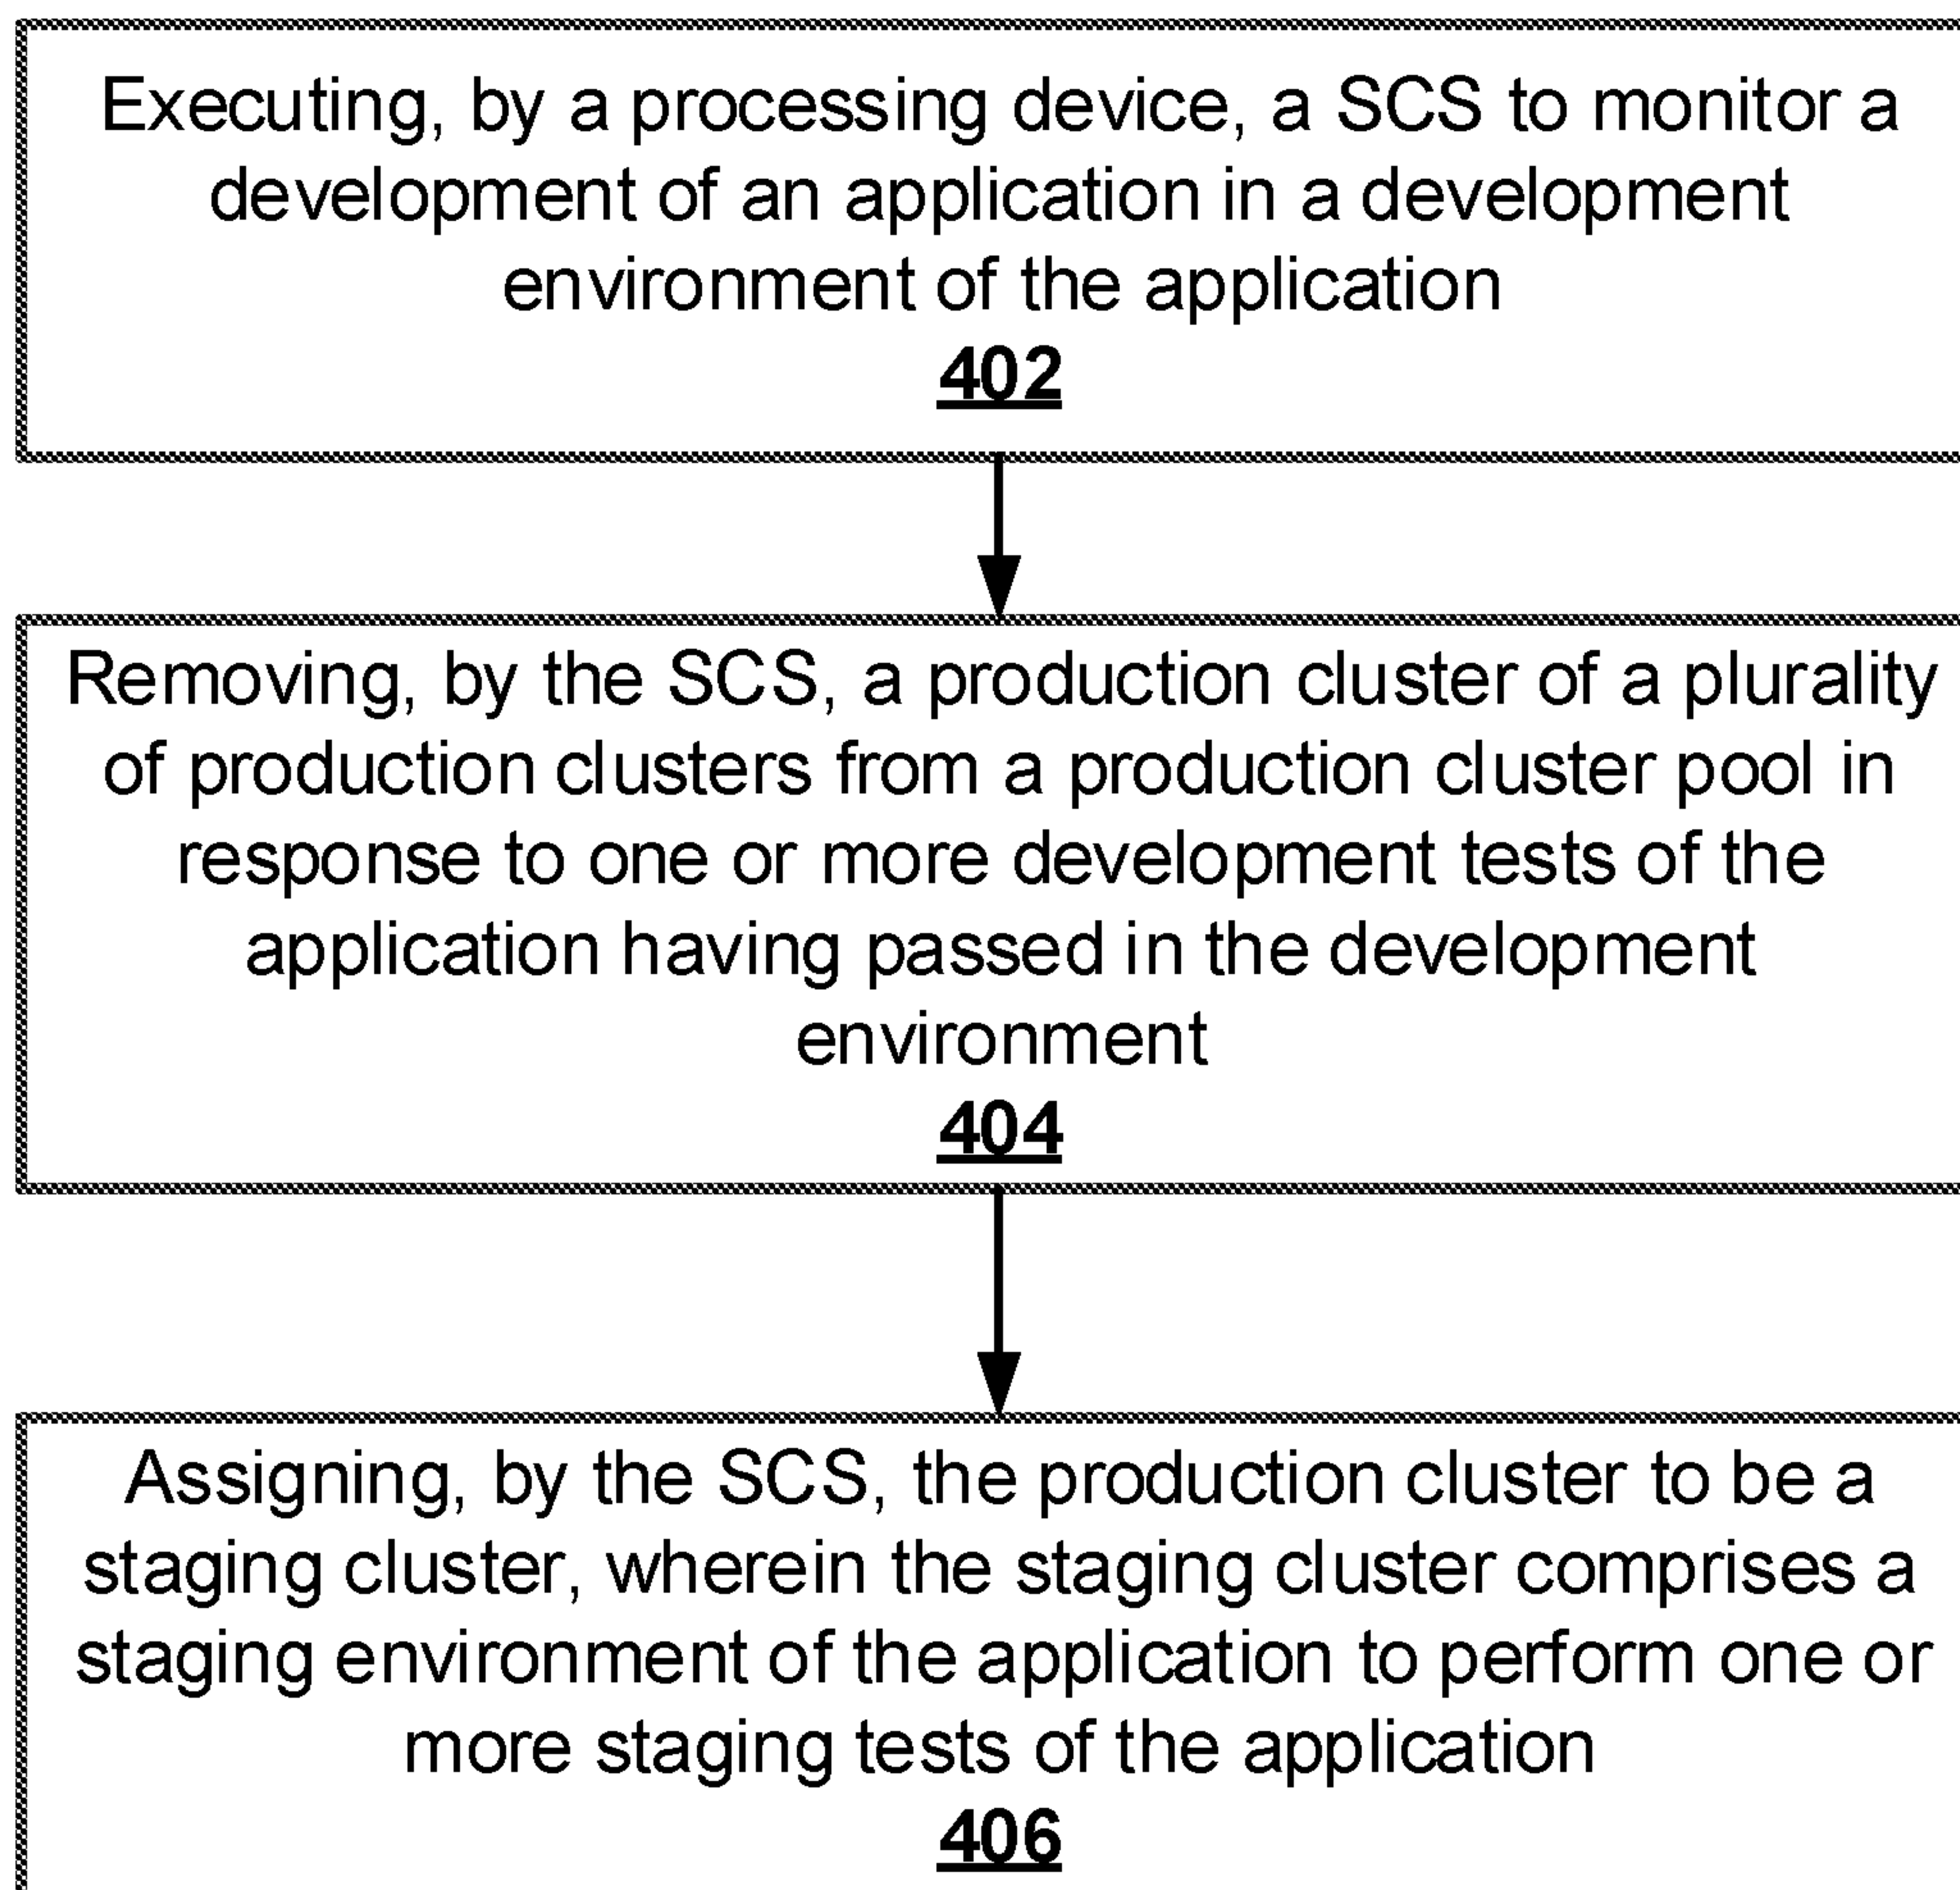 Executing, by a processing device, a SCS to monitor a
development of an application in a development
environment of the application
402
Removing, by the SCS, a production cluster of a plurality
of production clusters from a production cluster pool in
response to one or more development tests of the
application having passed in the development
environment
404
Assigning, by the SCS, the production cluster to be a
staging cluster, wherein the staging cluster comprises a
staging environment of the application to perform one or
more staging tests of the application
406